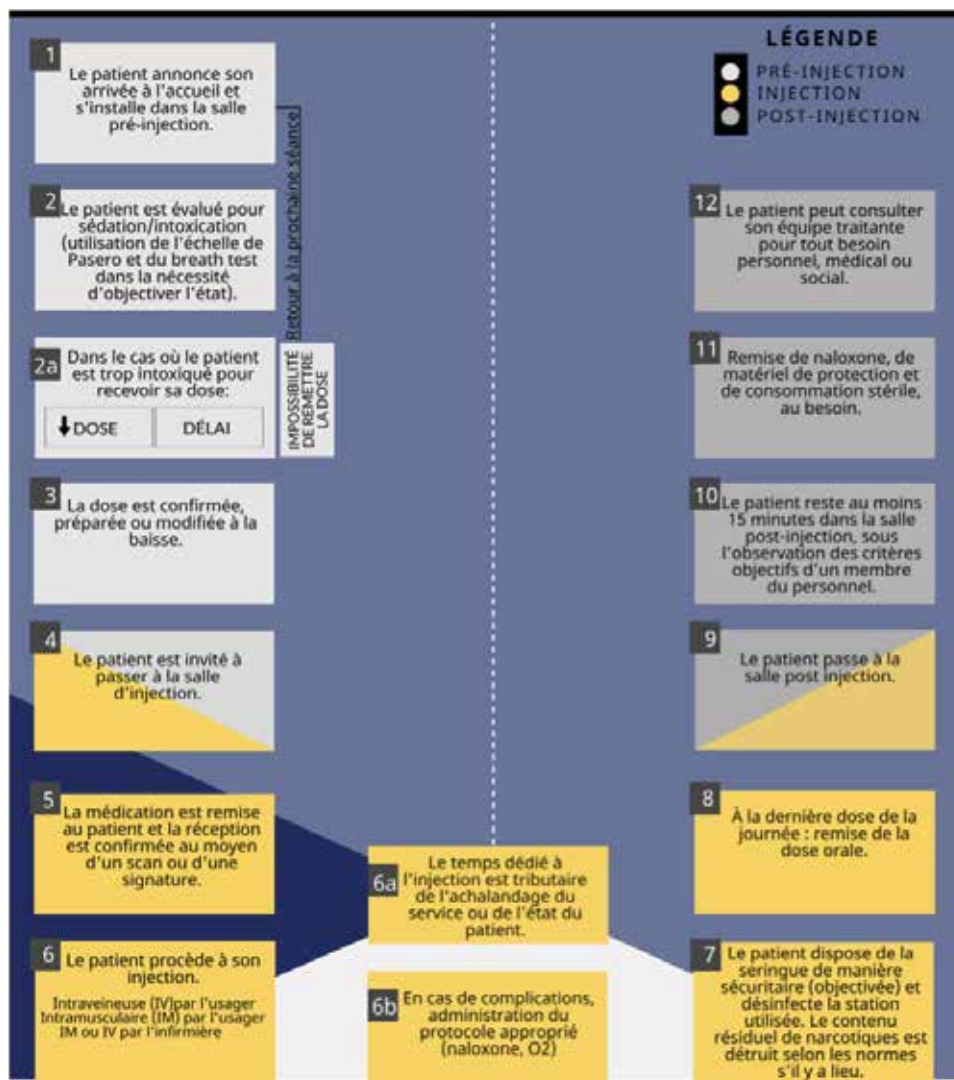 LÉGENDE
PRÉ-INJECTION
INJECTION
POST-INJECTION
1
Le patient annonce son
arrivée à l'accueil et
s'installe dans la salle
pré-injection.
Retour à la prochaine séance
2
Le patient est évalué pour
sédation/intoxication
(utilisation de l'échelle de
Pasero et du breath test
dans la nécessité
d'objectiver l'état).
2a
Dans le cas où le patient
est trop intoxiqué pour
recevoir sa dose:
DOSE
DÉLAI
IMPOSSIBILITÉ
DE REMETTRE
LA DOSE
3
La dose est confirmée,
préparée ou modifiée à la
baisse.
4
Le patient est invité à
passer à la salle
d'injection.
5
La médication est remise
au patient et la réception
est confirmée au moyen
d'un scan ou d'une
signature.
6
Le patient procède à son
injection.
Intraveineuse (IV)par l'usager
Intramusculaire (IM) par l'usager
IM ou IV par l'infirmière
6a
Le temps dédié à
l'injection est tributaire
de l'achalandage du
service ou de l'état du
patient.
6b
En cas de complications,
administration du
protocole approprié
(naloxone, O2)
7
Le patient dispose de la
seringue de manière
sécuritaire (objectivée) et
désinfecte la station
utilisée. Le contenu
résiduel de narcotiques est
détruit selon les normes
s'il y a lieu.
8
À la dernière dose de la
journée : remise de la
dose orale.
9
Le patient passe à la
salle post injection.
10
Le patient reste au moins
15 minutes dans la salle
post-injection, sous
l'observation des critères
objectifs d'un membre
du personnel.
11
Remise de naloxone, de
matériel de protection et
de consommation stérile,
au besoin.
12
Le patient peut consulter
son équipe traitante
pour tout besoin
personnel, médical ou
social.